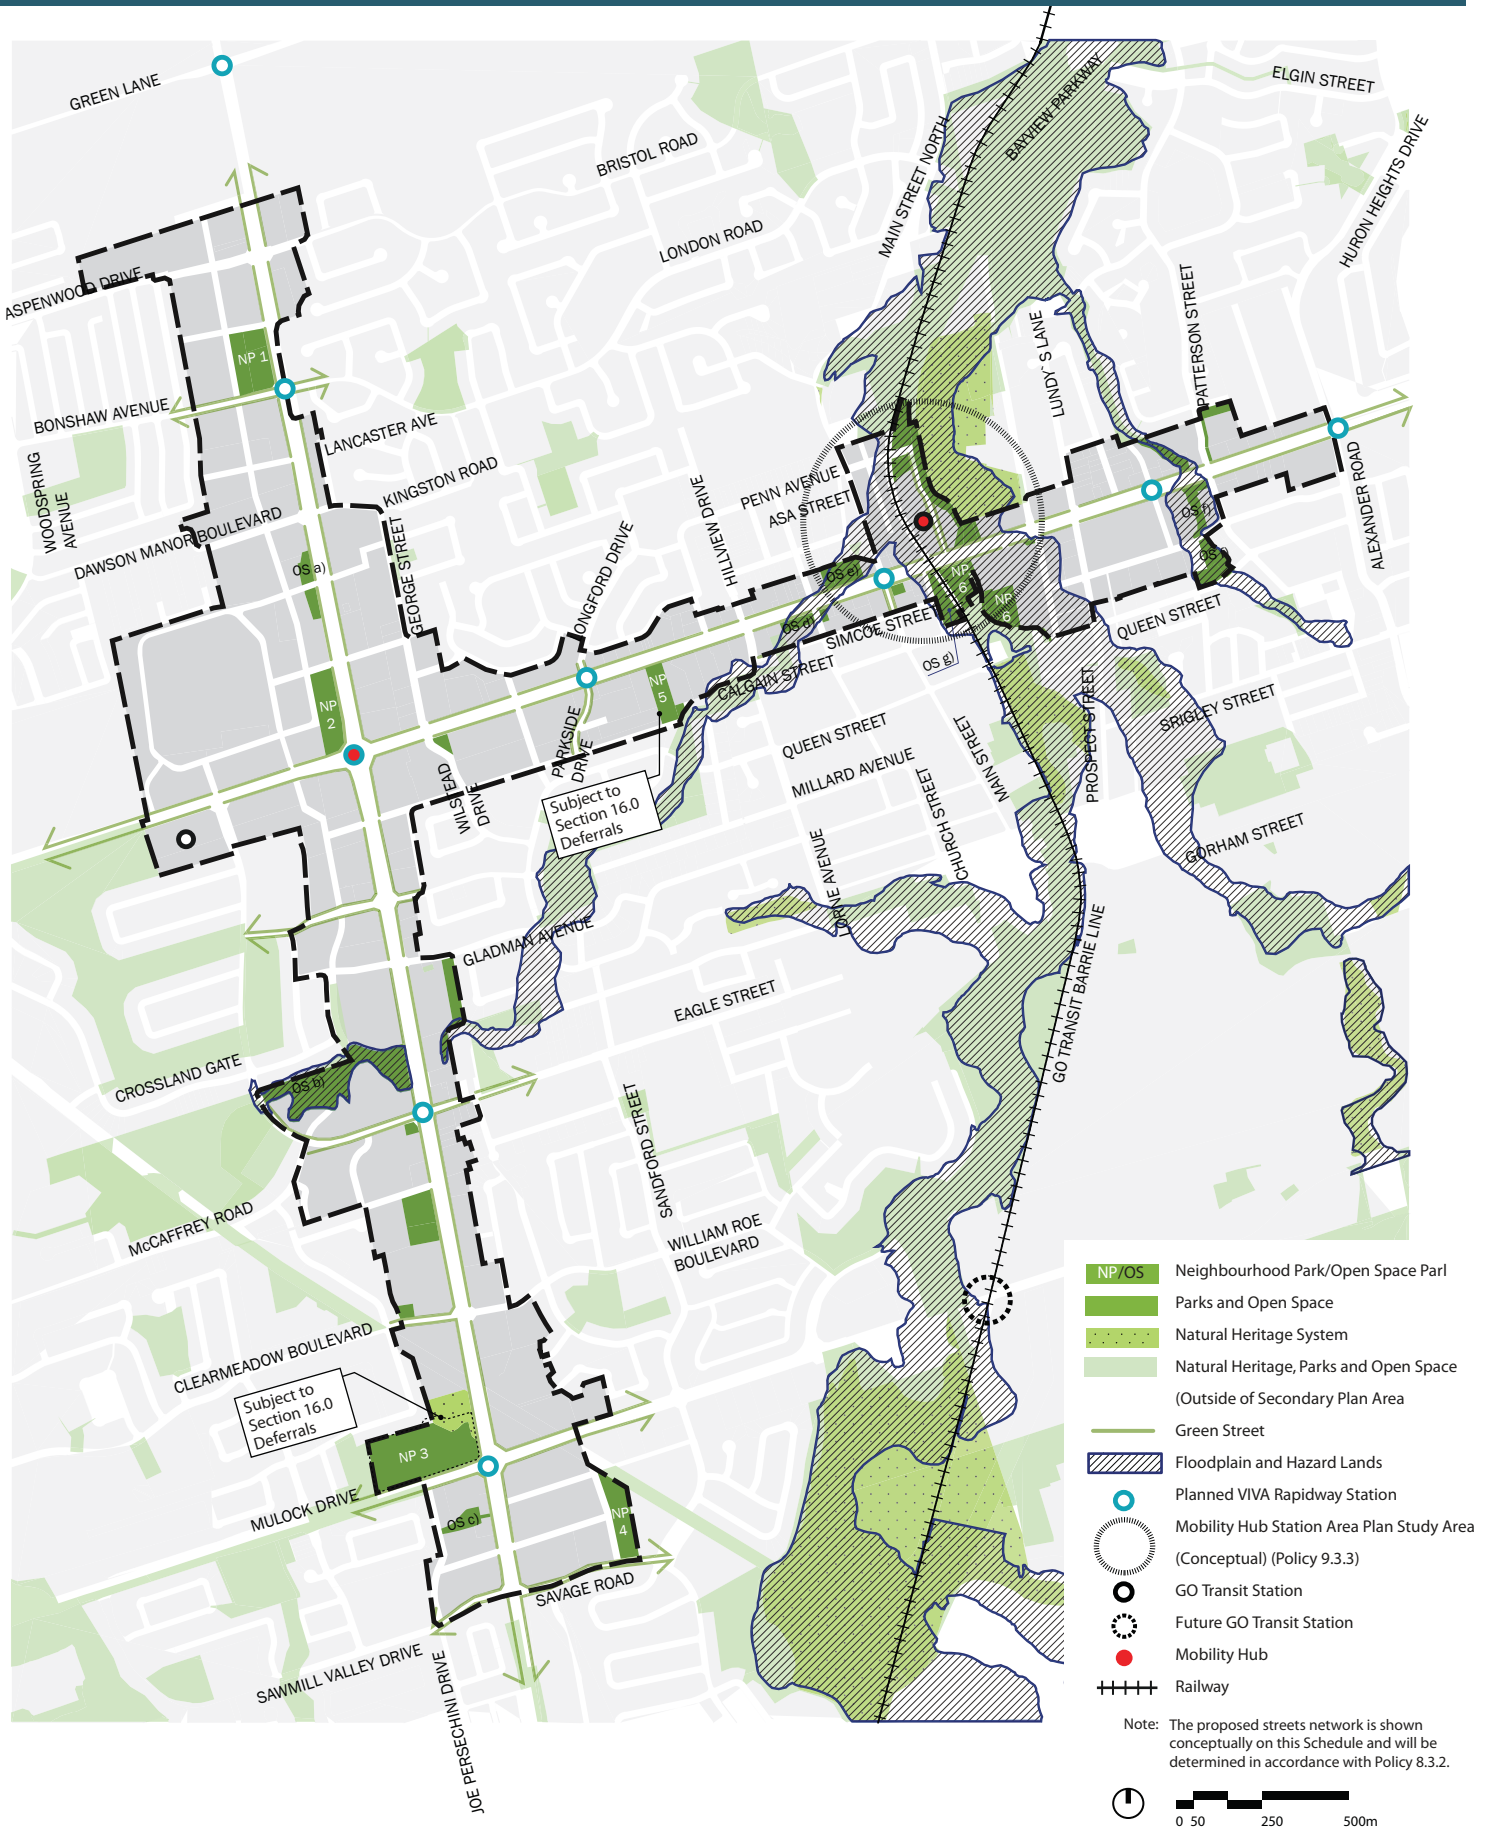 GREEN LANE
ELGIN STREET
BAYVIEW PARKWAY
BRISTOL ROAD
MAIN STREET NORTH
HURON HEIGHTS DRIVE
LONDON ROAD
ASPENWOOD DRIVE
PATTERSON STREET
LUNDY'S LANE
NP 1
BONSHAW AVENUE
LANCASTER AVE
KINGSTON ROAD
WOODSPRING
AVENUE
DAWSON MANOR BOULEVARD
GEORGE STREET
LONGFORD DRIVE
HILLVIEW DRIVE
PENN AVENUE
ASA STREET
ALEXANDER ROAD
OS a)
OS e)
OS f)
OS f)
NP
6
NP
6
OS d)
SIMCOE STREET
QUEEN STREET
OS g)
CALGAIN STREET
NP
5
NP
2
PARKSIDE
DRIVE
WILSTEAD
DRIVE
QUEEN STREET
MILLARD AVENUE
MAIN STREET
PROSPECT STREET
SRIGLEY STREET
Subject to
Section 16.0
Deferrals
CHURCH STREET
LORNE AVENUE
GORHAM STREET
GLADMAN AVENUE
EAGLE STREET
GO TRANSIT BARRIE LINE
CROSSLAND GATE
OS b)
SANDFORD STREET
McCAFFREY ROAD
WILLIAM ROE
BOULEVARD
CLEARMEADOW BOULEVARD
Subject to
Section 16.0
Deferrals
NP 3
MULOCK DRIVE
OS c)
NP
4
SAVAGE ROAD
SAWMILL VALLEY DRIVE
JOE PERSECHINI DRIVE
NP/OS
Neighbourhood Park/Open Space Parl
Parks and Open Space
Natural Heritage System
Natural Heritage, Parks and Open Space
(Outside of Secondary Plan Area
Green Street
Floodplain and Hazard Lands
Planned VIVA Rapidway Station
Mobility Hub Station Area Plan Study Area
(Conceptual) (Policy 9.3.3)
GO Transit Station
Future GO Transit Station
Mobility Hub
Railway
Note: The proposed streets network is shown
conceptually on this Schedule and will be
determined in accordance with Policy 8.3.2.
0 50 250 500m